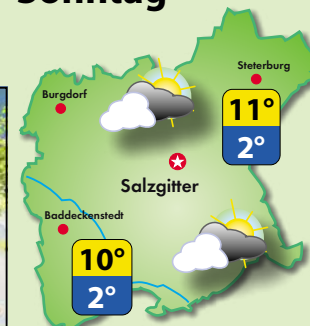 Sonntag
Steterburg
Burgdorf
11°
2°
Salzgitter
Baddeckenstedt
10°
2°